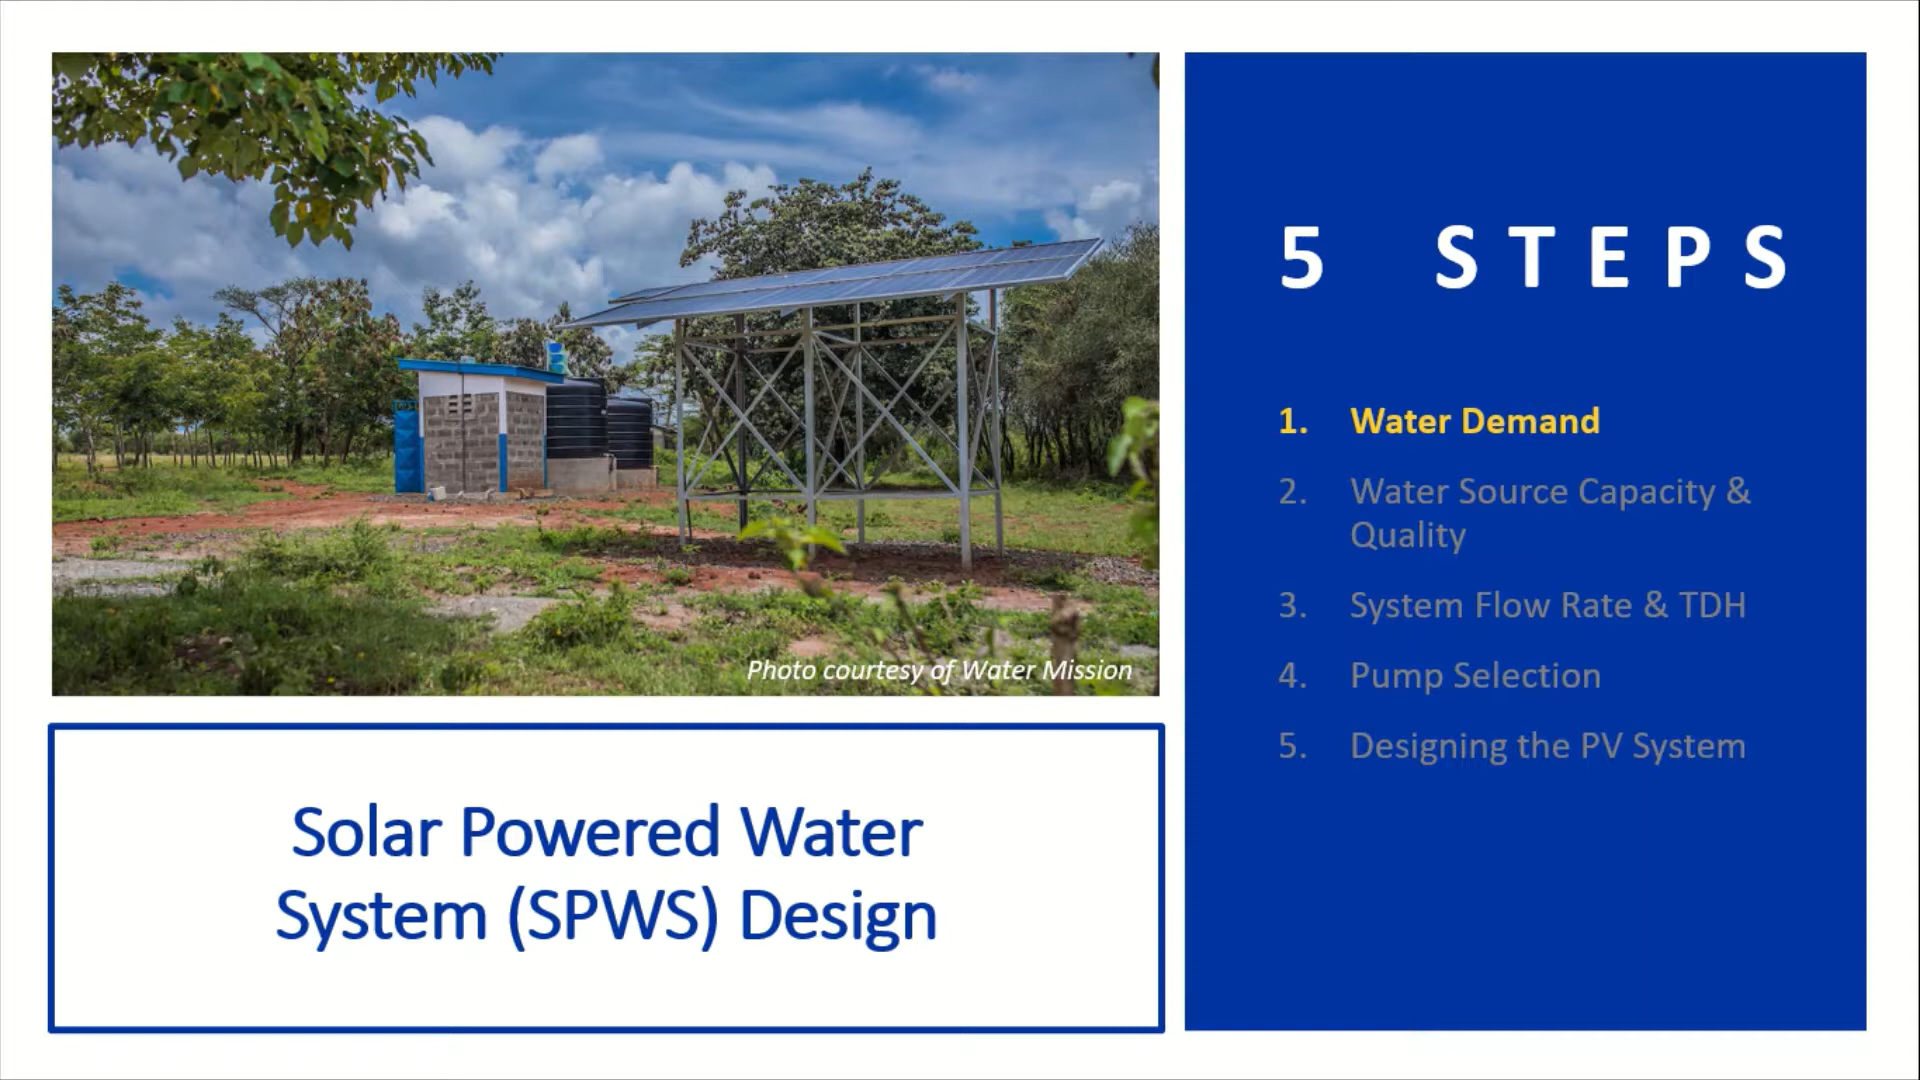 Photo courtesy of Water Mission
Solar Powered Water
System (SPWS) Design
5 STEPS
1. Water Demand
2. Water Source Capacity &
Quality
3. System Flow Rate & TDH
4. Pump Selection
5. Designing the PV System